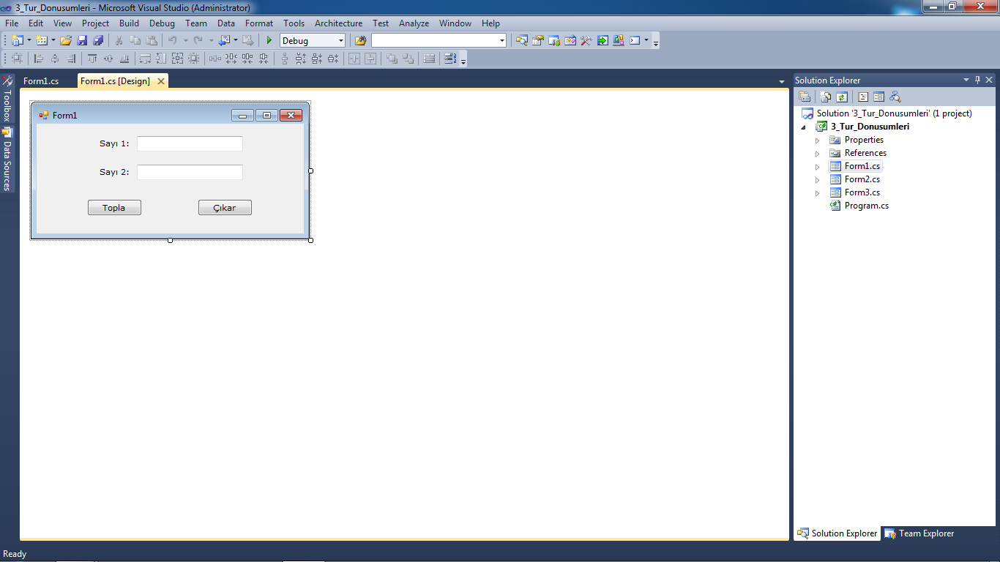 3_Tur_Donusumleri - Microsoft Visual Studio (Administrator)
File Edit View Project Build Debug Team Data Format Tools Architecture Test Analyze Window Help
Debug
Toolbox
Data Sources
Form1.cs Form1.cs [Design]
Form1
Sayı 1:
Sayı 2:
Topla Çıkar
Solution Explorer
Solution '3_Tur_Donusumleri' (1 project)
3_Tur_Donusumleri
Properties
References
Form1.cs
Form2.cs
Form3.cs
Program.cs
Solution Explorer Team Explorer
Ready